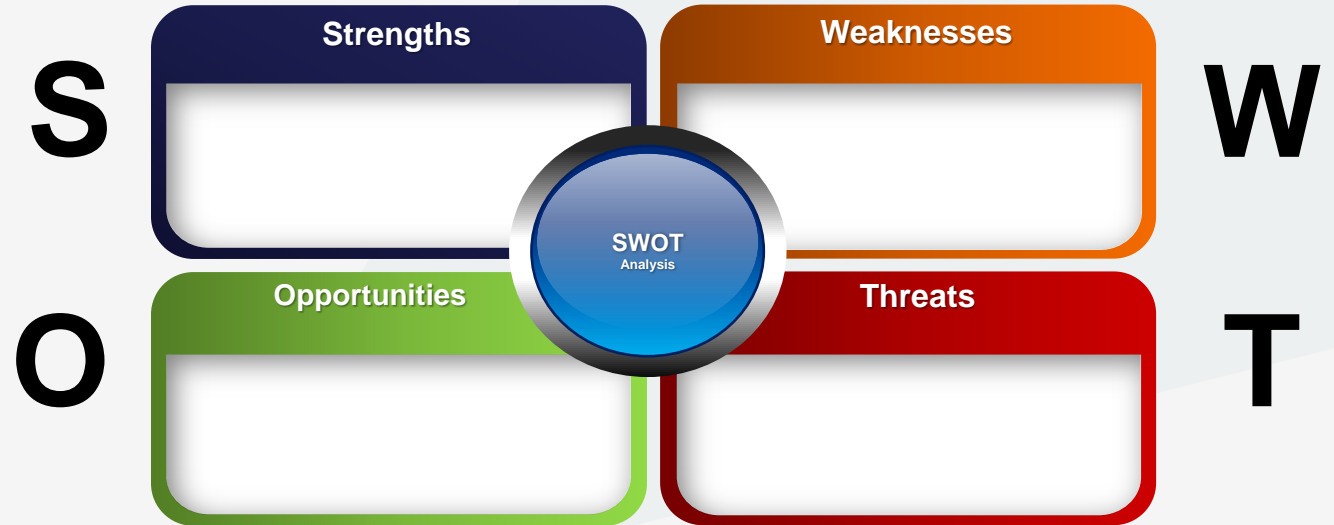 S
Strengths
Weaknesses
W
SWOT
Analysis
O
Opportunities
Threats
T